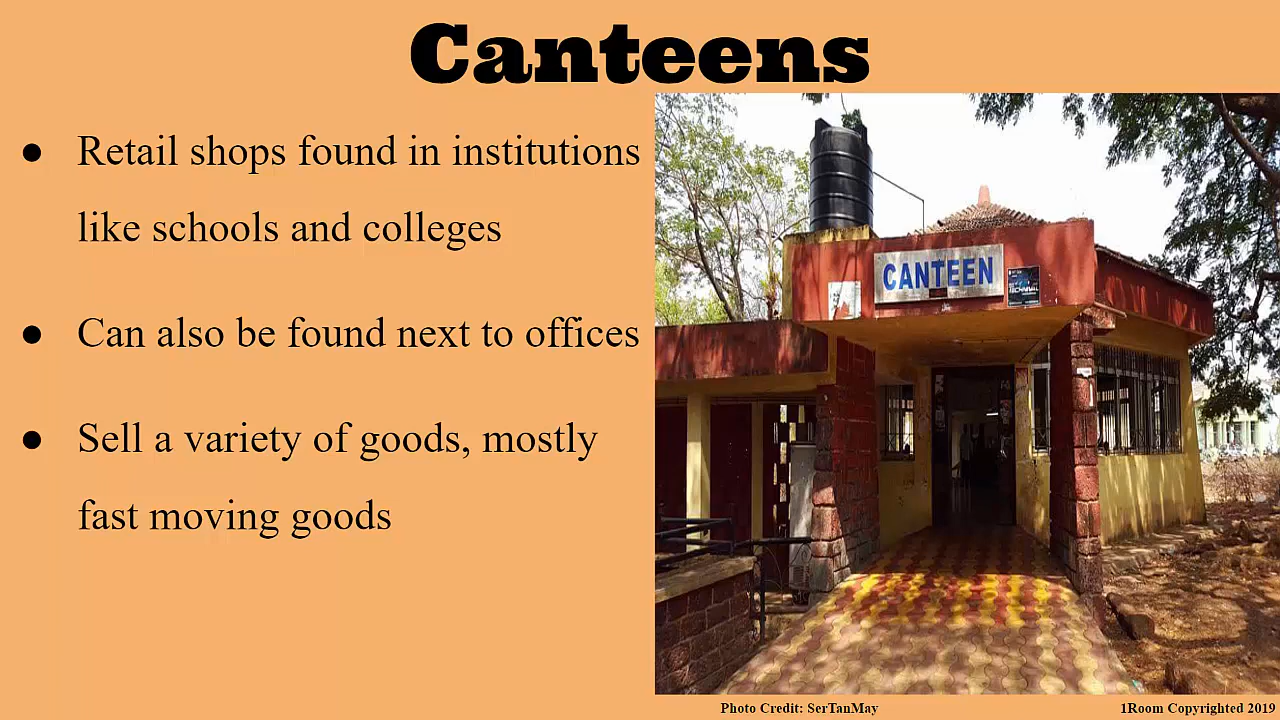 Canteens
● Retail shops found in institutions
like schools and colleges
● Can also be found next to offices
● Sell a variety of goods, mostly
fast moving goods
CANTEEN
Photo Credit: SerTanMay
1Room Copyrighted 2019